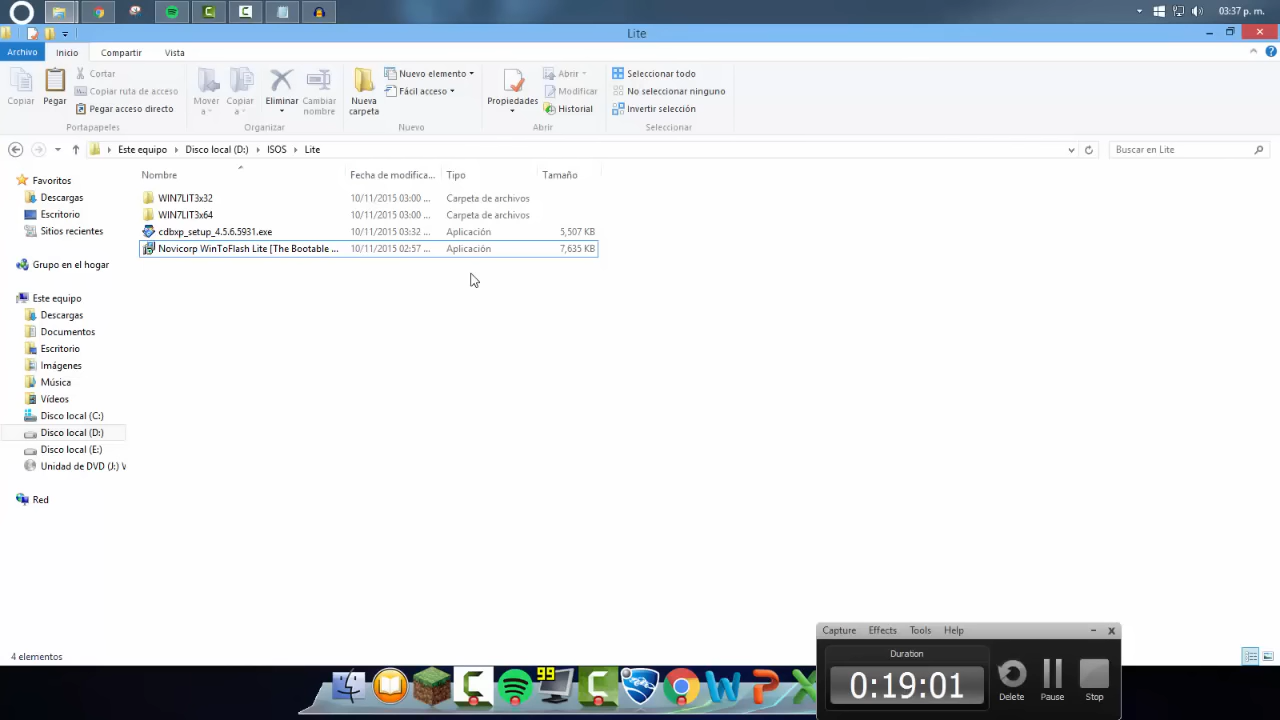 03:37 p. m.
Lite
Archivo Inicio Compartir Vista
Copiar
Pegar
Cortar
Copiar ruta de acceso
Pegar acceso directo
Portapapeles
Mover a
Copiar a
Eliminar
Cambiar nombre
Organizar
Nueva carpeta
Nuevo elemento
Fácil acceso
Nuevo
Propiedades
Abrir
Modificar
Historial
Abrir
Seleccionar todo
No seleccionar ninguno
Invertir selección
Seleccionar
Este equipo Disco local (D:) ISOS Lite
Buscar en Lite
Nombre Fecha de modifica... Tipo Tamaño
WIN7LIT3x32 10/11/2015 03:00 ... Carpeta de archivos
WIN7LIT3x64 10/11/2015 03:00 ... Carpeta de archivos
cdbxp_setup_4.5.6.5931.exe 10/11/2015 03:32 ... Aplicación 5,507 KB
Novicorp WinToFlash Lite [The Bootable ... 10/11/2015 02:57 ... Aplicación 7,635 KB
Favoritos
Descargas
Escritorio
Sitios recientes
Grupo en el hogar
Este equipo
Descargas
Documentos
Escritorio
Imágenes
Música
Vídeos
Disco local (C:)
Disco local (D:)
Disco local (E:)
Unidad de DVD (J:) V
Red
4 elementos
Capture Effects Tools Help
Duration
0:19:01
Delete Pause Stop
99